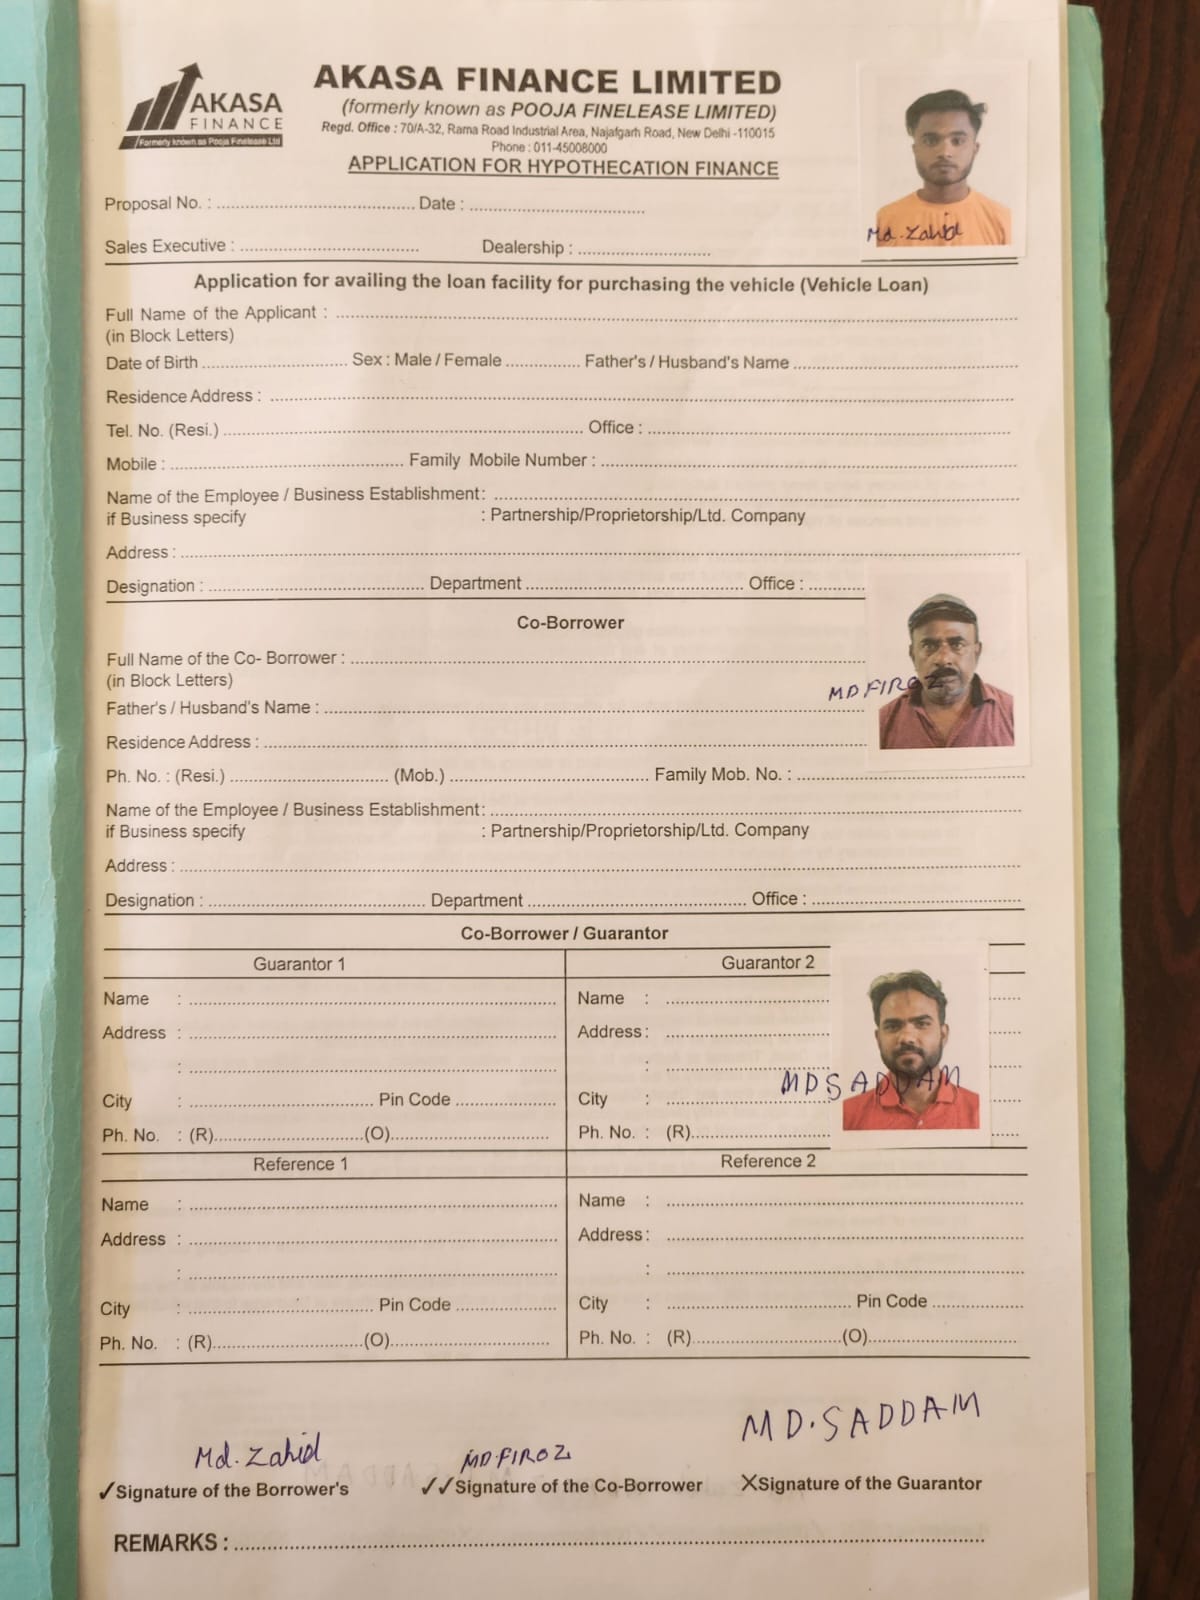 AKASA FINANCE LIMITED
AKASA
FINANCE
Formerly known as Pooja Finelease Ltd
(formerly known as POOJA FINELEASE LIMITED)
Regd. Office : 70/A-32, Rama Road Industrial Area, Najafgarh Road, New Delhi -110015
Phone : 011-45008000
APPLICATION FOR HYPOTHECATION FINANCE
Proposal No. : ........ Date : ........
Md. Zahid
Sales Executive : ........ Dealership : ........
Application for availing the loan facility for purchasing the vehicle (Vehicle Loan)
Full Name of the Applicant : ........
(in Block Letters)
Date of Birth ........ Sex : Male / Female ........ Father's / Husband's Name ........
Residence Address : ........
Tel. No. (Resi.) ........ Office : ........
Mobile : ........ Family Mobile Number : ........
Name of the Employee / Business Establishment: ........
if Business specify : Partnership/Proprietorship/Ltd. Company
Address : ........
Designation : ........ Department ........ Office : ........
Co-Borrower
Full Name of the Co- Borrower : ........
(in Block Letters)
MD FIROZ
Father's / Husband's Name : ........
Residence Address : ........
Ph. No. : (Resi.) ........ (Mob.) ........ Family Mob. No. : ........
Name of the Employee / Business Establishment: ........
if Business specify : Partnership/Proprietorship/Ltd. Company
Address : ........
Designation : ........ Department ........ Office : ........
Co-Borrower / Guarantor
Guarantor 1 Guarantor 2
Name : ........ Name : ........
Address : ........ Address : ........
: ........
City : ........ Pin Code ........ City : ........
MD SADDAM
Ph. No. : (R)........(O)........ Ph. No. : (R)........
Reference 1 Reference 2
Name : ........ Name : ........
Address : ........ Address : ........
: ........ : ........
City : ........ Pin Code ........ City : ........ Pin Code ........
Ph. No. : (R)........(O)........ Ph. No. : (R)........(O)........
Md. Zahid MD FIROZ MD. SADDAM
✓Signature of the Borrower's ✓✓Signature of the Co-Borrower XSignature of the Guarantor
REMARKS : ........